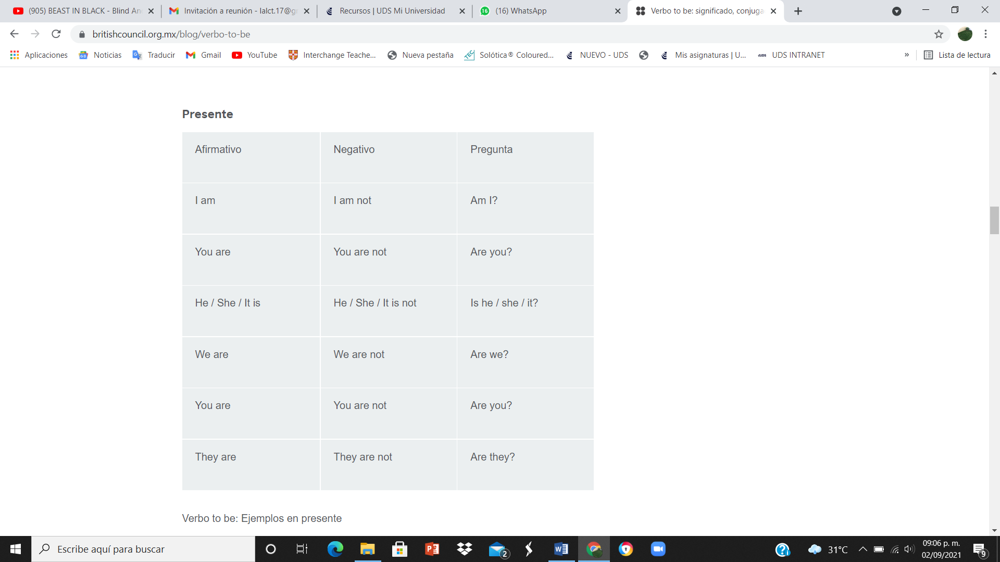 (905) BEAST IN BLACK - Blind An
Invitación a reunión - lalct.17@g
Recursos | UDS Mi Universidad
16 (16) WhatsApp
Verbo to be: significado, conjuga
britishcouncil.org.mx/blog/verbo-to-be
Aplicaciones
Noticias
Traducir
Gmail
YouTube
Interchange Teache...
Nueva pestaña
Solótica® Coloured...
NUEVO - UDS
Mis asignaturas | U...
UDS INTRANET
»
Lista de lectura
Presente
Afirmativo Negativo Pregunta
I am I am not Am I?
You are You are not Are you?
He / She / It is He / She / It is not Is he / she / it?
We are We are not Are we?
You are You are not Are you?
They are They are not Are they?
Verbo to be: Ejemplos en presente
Escribe aquí para buscar
2
31°C
09:06 p. m.
02/09/2021
9